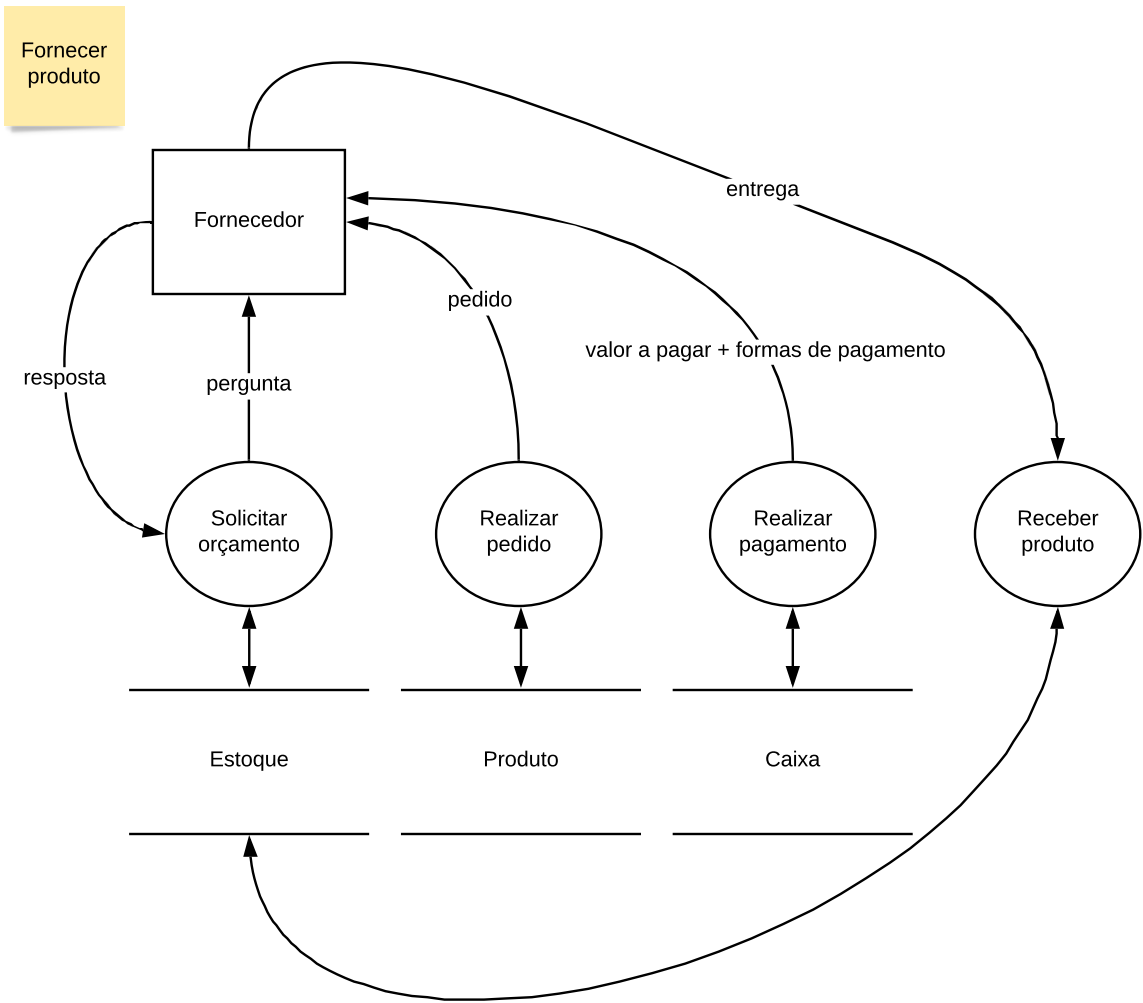 Fornecer
produto
entrega
Fornecedor
pedido
valor a pagar + formas de pagamento
resposta
pergunta
Solicitar
orçamento
Realizar
pedido
Realizar
pagamento
Receber
produto
Estoque
Produto
Caixa